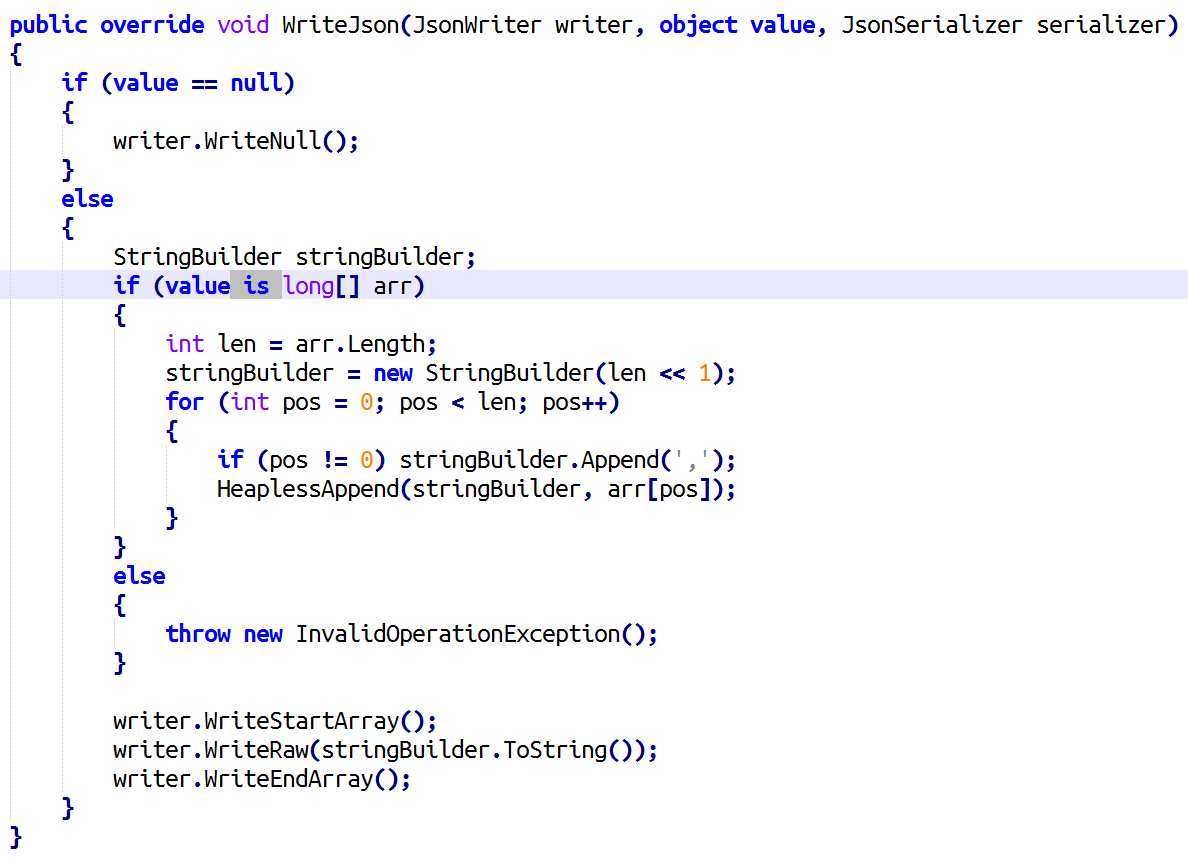 public override void WriteJson(JsonWriter writer, object value, JsonSerializer serializer)
{
    if (value == null)
    {
        writer.WriteNull();
    }
    else
    {
        StringBuilder stringBuilder;
        if (value is long[] arr)
        {
            int len = arr.Length;
            stringBuilder = new StringBuilder(len << 1);
            for (int pos = 0; pos < len; pos++)
            {
                if (pos != 0) stringBuilder.Append(',');
                HeaplessAppend(stringBuilder, arr[pos]);
            }
        }
        else
        {
            throw new InvalidOperationException();
        }

        writer.WriteStartArray();
        writer.WriteRaw(stringBuilder.ToString());
        writer.WriteEndArray();
    }
}